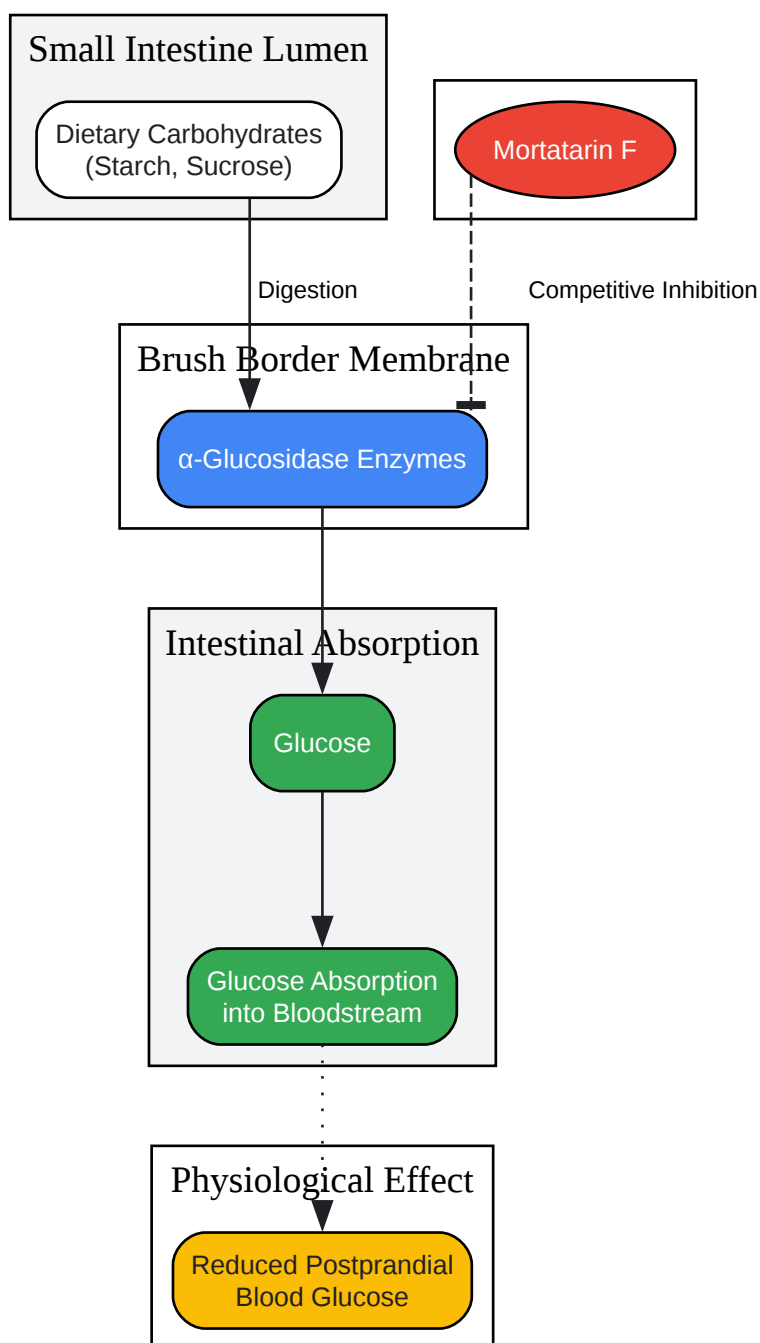 Small Intestine Lumen
Dietary Carbohydrates
(Starch, Sucrose)
Mortatarin F
Digestion
Competitive Inhibition
Brush Border Membrane
α-Glucosidase Enzymes
Intestinal Absorption
Glucose
Glucose Absorption
into Bloodstream
Physiological Effect
Reduced Postprandial
Blood Glucose